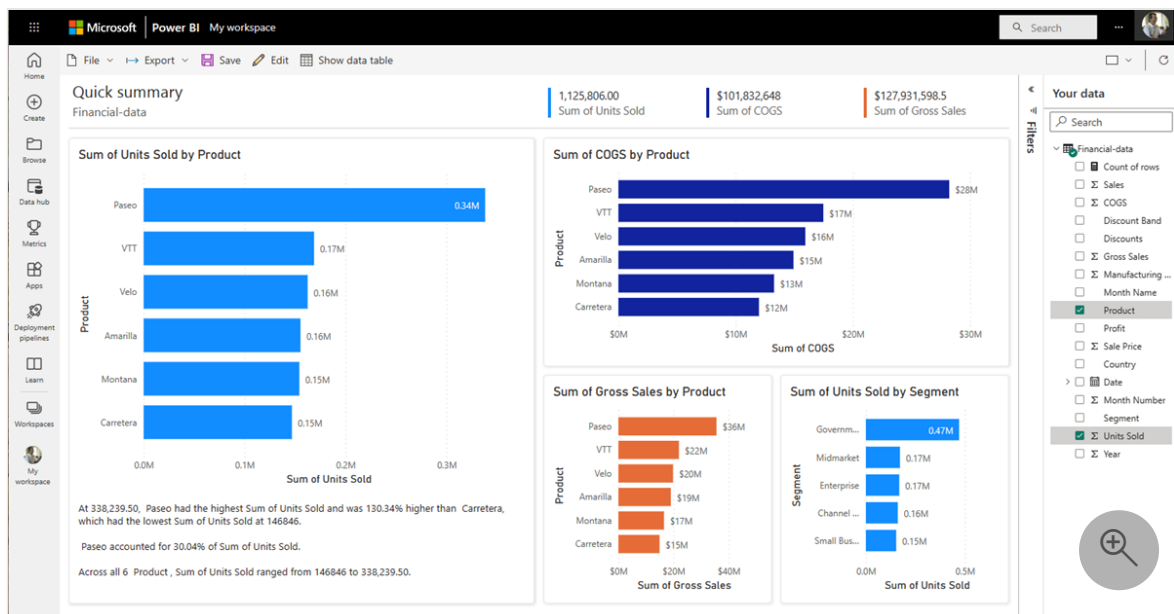 Microsoft Power BI My workspace
Search
Home
Create
Browse
Data hub
Metrics
Apps
Deployment
pipelines
Learn
Workspaces
My
workspace
File Export Save Edit Show data table
Quick summary
Financial-data
1,125,806.00
Sum of Units Sold
$101,832,648
Sum of COGS
$127,931,598.5
Sum of Gross Sales
Sum of Units Sold by Product
Product
Paseo 0.34M
VTT 0.17M
Velo 0.16M
Amarilla 0.16M
Montana 0.15M
Carretera 0.15M
0.0M 0.1M 0.2M 0.3M
Sum of Units Sold
At 338,239.50, Paseo had the highest Sum of Units Sold and was 130.34% higher than Carretera,
which had the lowest Sum of Units Sold at 146846.
Paseo accounted for 30.04% of Sum of Units Sold.
Across all 6 Product , Sum of Units Sold ranged from 146846 to 338,239.50.
Sum of COGS by Product
Product
Paseo $28M
VTT $17M
Velo $16M
Amarilla $15M
Montana $13M
Carretera $12M
$0M $10M $20M $30M
Sum of COGS
Sum of Gross Sales by Product
Product
Paseo $36M
VTT $22M
Velo $20M
Amarilla $19M
Montana $17M
Carretera $15M
$0M $20M $40M
Sum of Gross Sales
Sum of Units Sold by Segment
Segment
Governm... 0.47M
Midmarket 0.17M
Enterprise 0.17M
Channel ... 0.16M
Small Bus... 0.15M
0.0M 0.5M
Sum of Units Sold
Filters
Your data
Search
Financial-data
Count of rows
Σ Sales
Σ COGS
Discount Band
Discounts
Σ Gross Sales
Σ Manufacturing ...
Month Name
Product
Profit
Σ Sale Price
Country
Date
Σ Month Number
Segment
Σ Units Sold
Σ Year